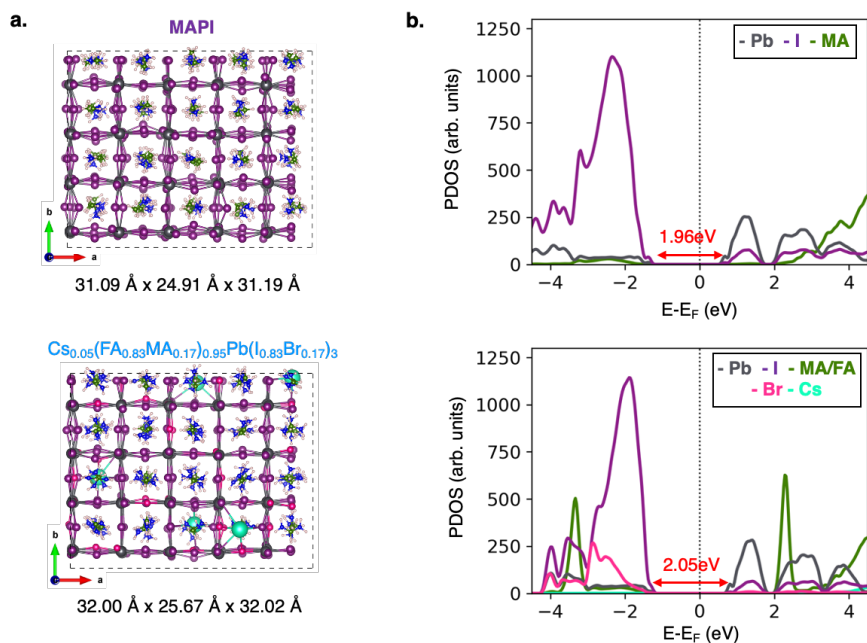 a.
MAPI
b
a
31.09 Å x 24.91 Å x 31.19 Å
Cs0.05(FA0.83MA0.17)0.95Pb(I0.83Br0.17)3
b
a
32.00 Å x 25.67 Å x 32.02 Å
b.
PDOS (arb. units)
1250
1000
750
500
250
0
- Pb - I - MA
1.96eV
−4 −2 0 2 4
E-EF (eV)
PDOS (arb. units)
1250
1000
750
500
250
0
- Pb - I - MA/FA
- Br - Cs
2.05eV
−4 −2 0 2 4
E-EF (eV)